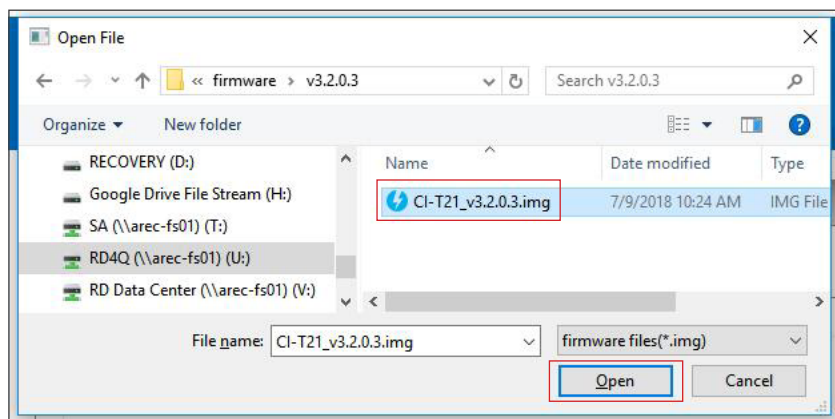 Open File
« firmware > v3.2.0.3
Search v3.2.0.3
Organize
New folder
RECOVERY (D:)
Google Drive File Stream (H:)
SA (\\arec-fs01) (T:)
RD4Q (\\arec-fs01) (U:)
RD Data Center (\\arec-fs01) (V:)
Name
Date modified
Type
CI-T21_v3.2.0.3.img
7/9/2018 10:24 AM
IMG File
File name:
CI-T21_v3.2.0.3.img
firmware files(*.img)
Open
Cancel